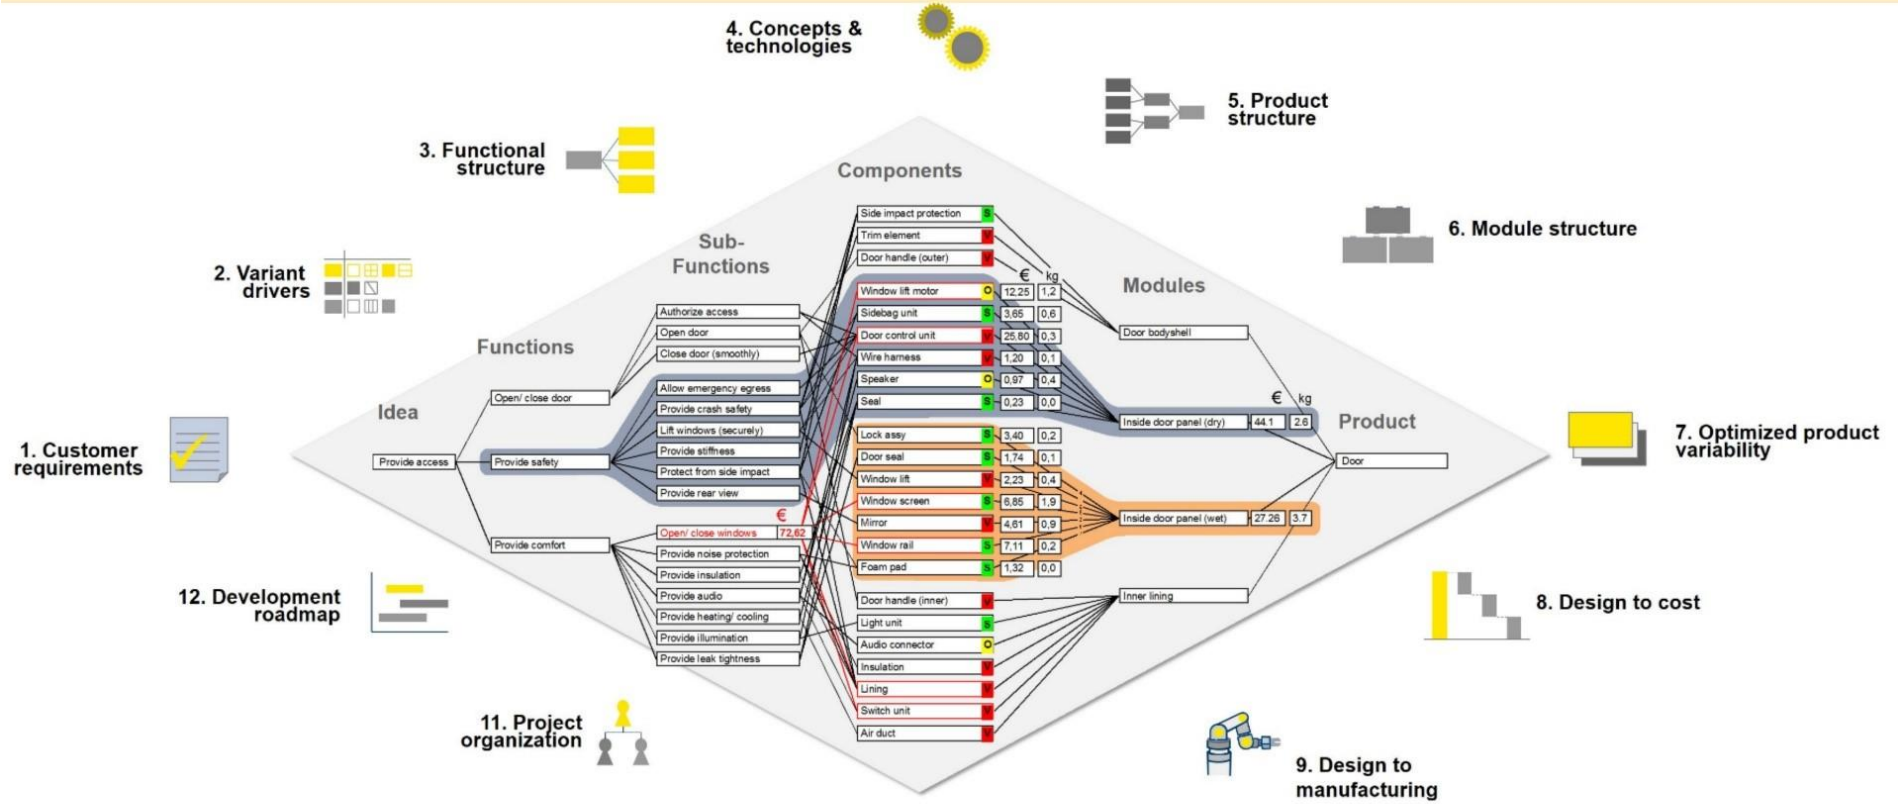 4. Concepts &
technologies
5. Product
structure
3. Functional
structure
6. Module structure
2. Variant
drivers
7. Optimized product
variability
1. Customer
requirements
8. Design to cost
12. Development
roadmap
11. Project
organization
9. Design to
manufacturing
Idea
Provide access
Functions
Open/ close door
Provide safety
Provide comfort
Sub-
Functions
Authorize access
Open door
Close door (smoothly)
Allow emergency egress
Provide crash safety
Lift windows (securely)
Provide stiffness
Protect from side impact
Provide rear view
€
Open/ close windows 72,62
Provide noise protection
Provide insulation
Provide audio
Provide heating/ cooling
Provide illumination
Provide leak tightness
Components
Side impact protection S
Trim element V
Door handle (outer) V
€ kg
Window lift motor O 12,25 1,2
Sidebag unit S 3,65 0,6
Door control unit V 25,80 0,3
Wire harness V 1,20 0,1
Speaker O 0,97 0,4
Seal S 0,23 0,0
Lock assy S 3,40 0,2
Door seal S 1,74 0,1
Window lift V 2,23 0,4
Window screen S 6,85 1,9
Mirror V 4,61 0,9
Window rail S 7,11 0,2
Foam pad S 1,32 0,0
Door handle (inner) V
Light unit S
Audio connector O
Insulation V
Lining V
Switch unit V
Air duct V
Modules
Door bodyshell
€ kg
Inside door panel (dry) 44.1 2.6
Inside door panel (wet) 27.26 3.7
Inner lining
Product
Door